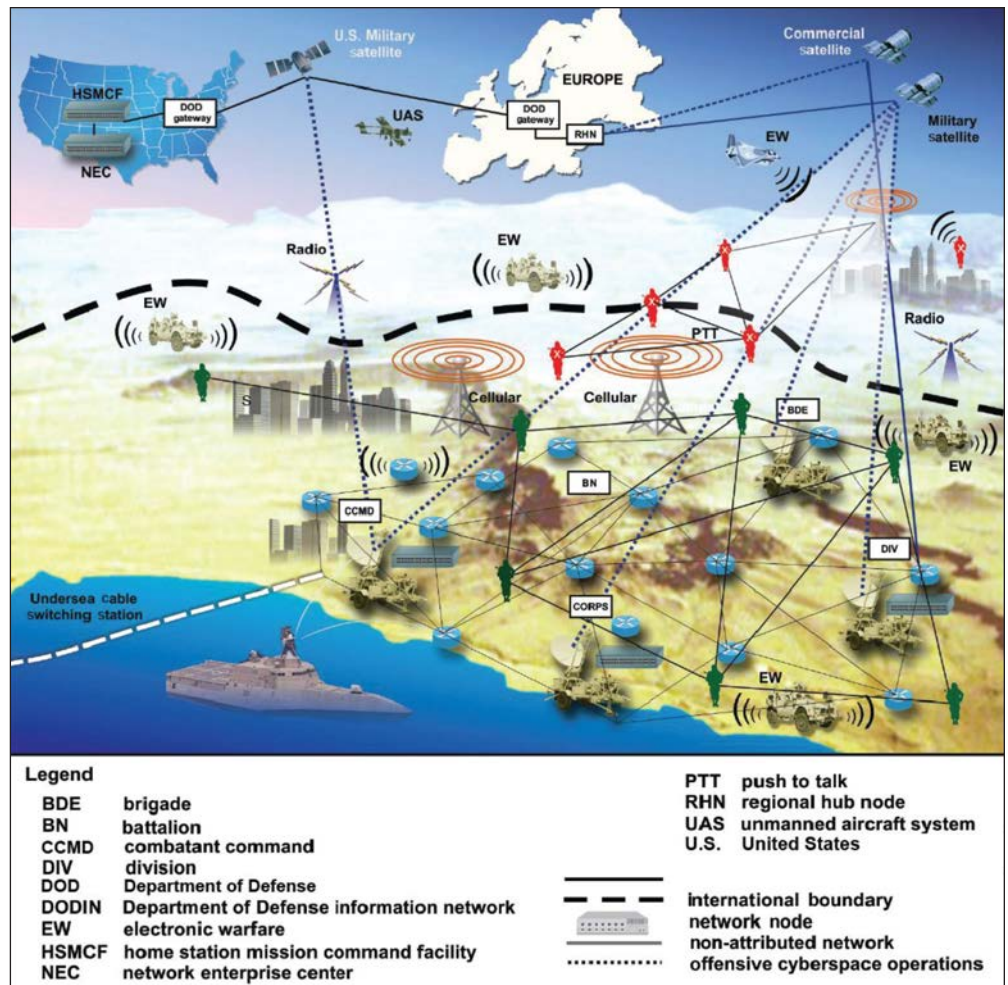 U.S. Military
satellite
Commercial
satellite
EUROPE
HSMCF
DOD
gateway
UAS
DOD
gateway
RHN
EW
Military
satellite
NEC
EW
Radio
EW
PTT
Radio
S
Cellular
Cellular
BDE
EW
BN
CCMD
DIV
Undersea cable
switching station
CORPS
EW
Legend
BDE brigade
BN battalion
CCMD combatant command
DIV division
DOD Department of Defense
DODIN Department of Defense information network
EW electronic warfare
HSMCF home station mission command facility
NEC network enterprise center
PTT push to talk
RHN regional hub node
UAS unmanned aircraft system
U.S. United States
international boundary
network node
non-attributed network
offensive cyberspace operations